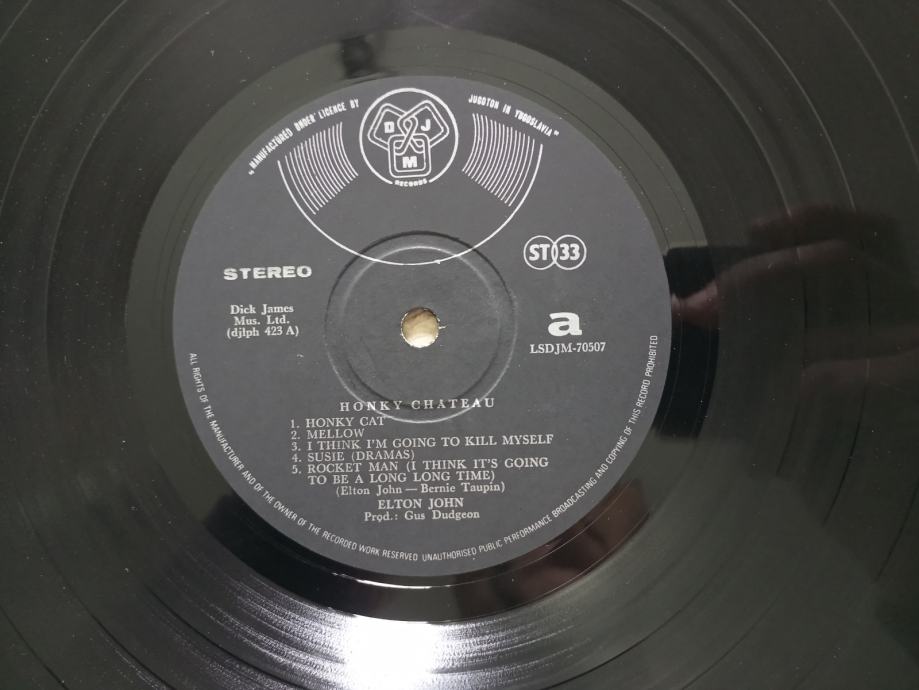 "MANUFACTURED UNDER LICENCE BY
JUGOTON IN YUGOSLAVIA"
D J
M
RECORDS
ST 33
STEREO
Dick James
Mus. Ltd.
(djlph 423 A)
a
LSDJM-70507
HONKY CHATEAU
1. HONKY CAT
2. MELLOW
3. I THINK I'M GOING TO KILL MYSELF
4. SUSIE (DRAMAS)
5. ROCKET MAN (I THINK IT'S GOING
TO BE A LONG LONG TIME)
(Elton John — Bernie Taupin)
ELTON JOHN
Prod.: Gus Dudgeon
ALL RIGHTS OF THE MANUFACTURER AND OF THE OWNER OF THE RECORDED WORK RESERVED UNAUTHORISED PUBLIC PERFORMANCE BROADCASTING AND COPYING OF THIS RECORD PROHIBITED